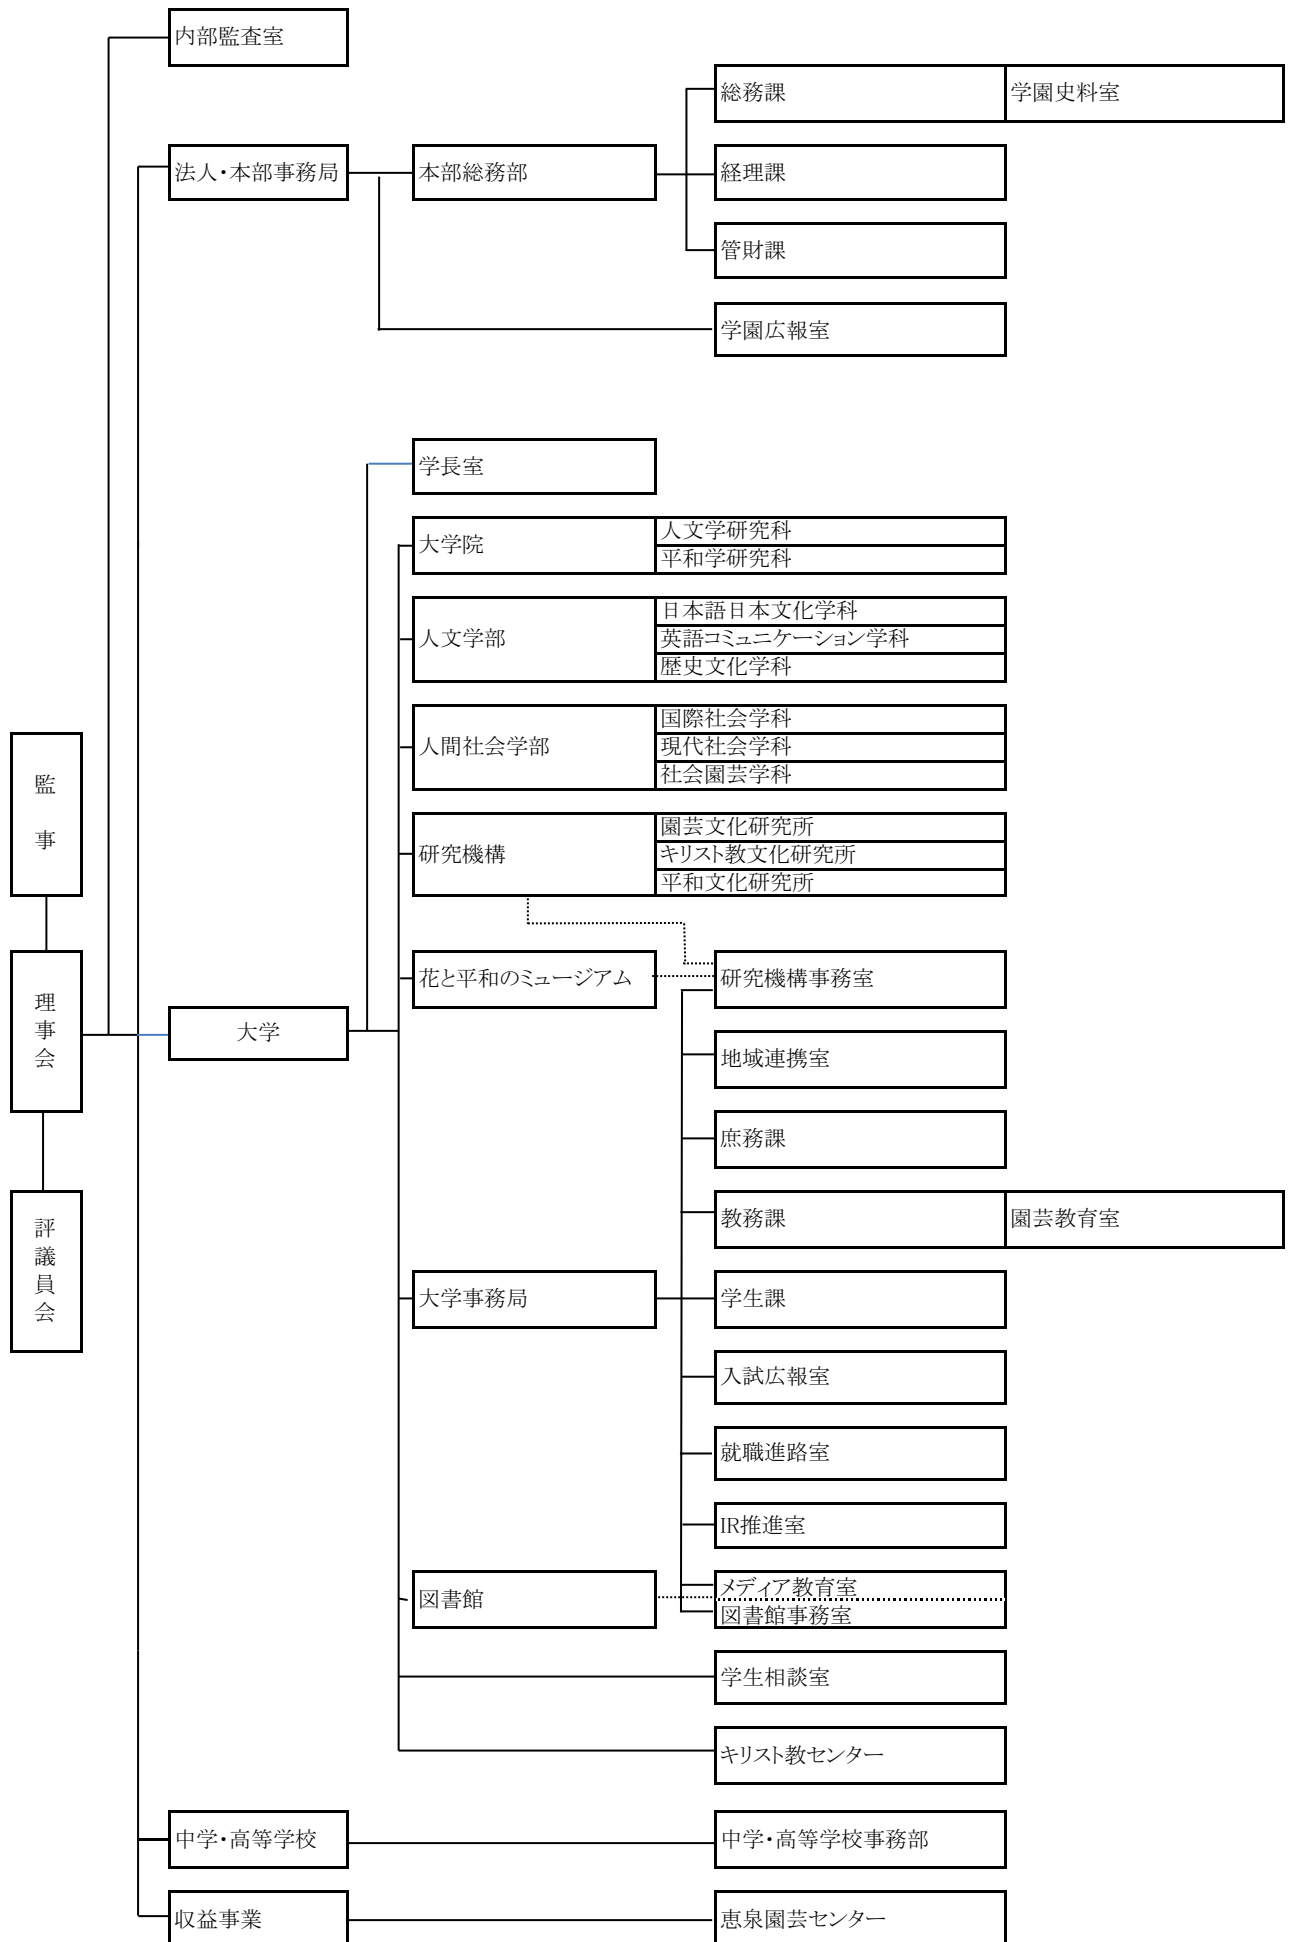 内部監査室
総務課
学園史料室
法人・本部事務局
本部総務部
経理課
管財課
学園広報室
学長室
大学院
人文学研究科
平和学研究科
人文学部
日本語日本文化学科
英語コミュニケーション学科
歴史文化学科
人間社会学部
国際社会学科
現代社会学科
社会園芸学科
監事
研究機構
園芸文化研究所
キリスト教文化研究所
平和文化研究所
花と平和のミュージアム
研究機構事務室
理事会
大学
地域連携室
庶務課
教務課
園芸教育室
評議員会
大学事務局
学生課
入試広報室
就職進路室
IR推進室
図書館
メディア教育室
図書館事務室
学生相談室
キリスト教センター
中学・高等学校
中学・高等学校事務部
収益事業
恵泉園芸センター